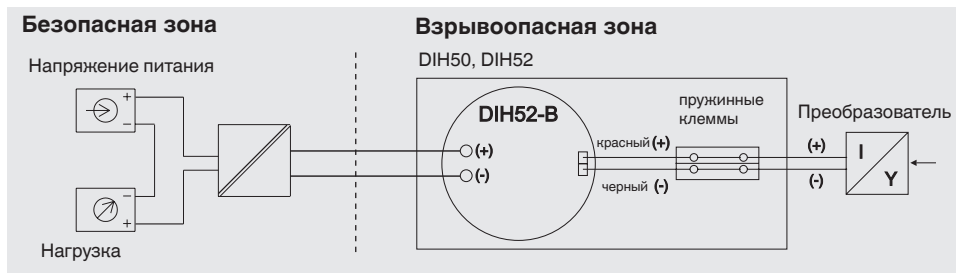 Безопасная зона
Взрывоопасная зона
Напряжение питания
DIH50, DIH52
+
−
DIH52-B
(+)
(-)
красный (+)
черный (-)
пружинные
клеммы
Преобразователь
(+)
(-)
I
Y
−
+
Нагрузка